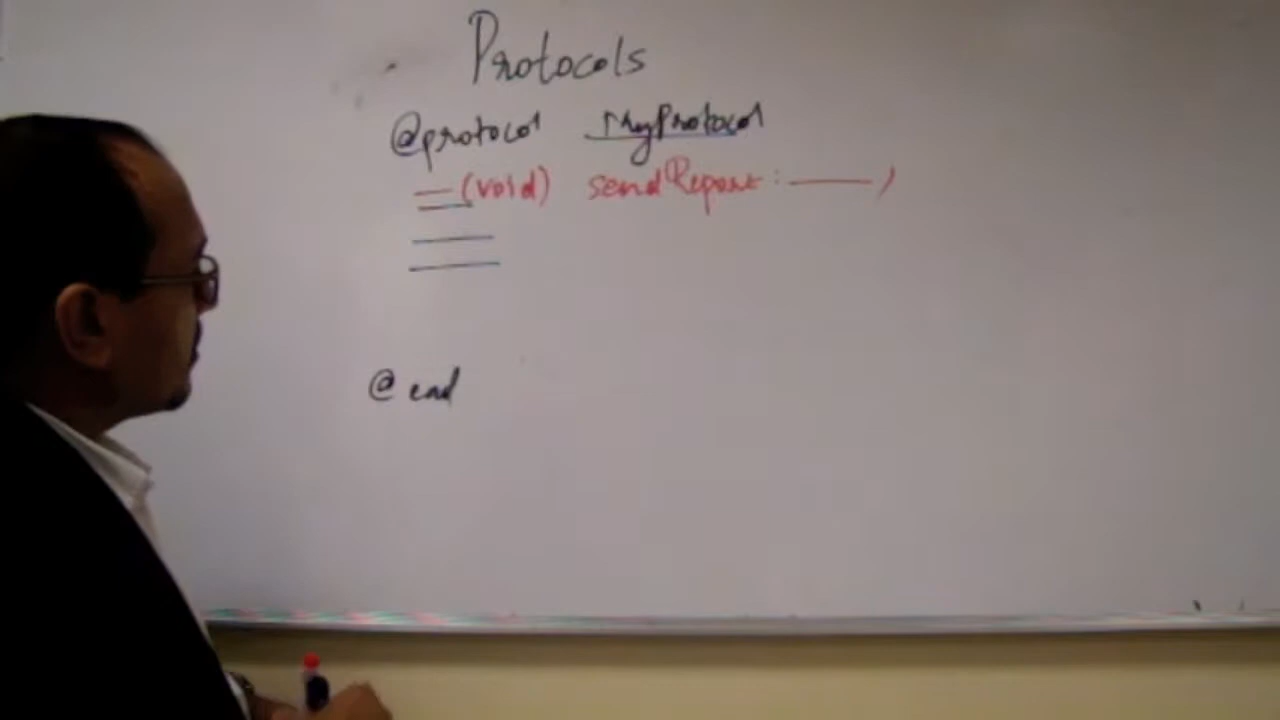 Protocols
@protocol MyProtocol
— (void) sendReport : ——— ;
@ end